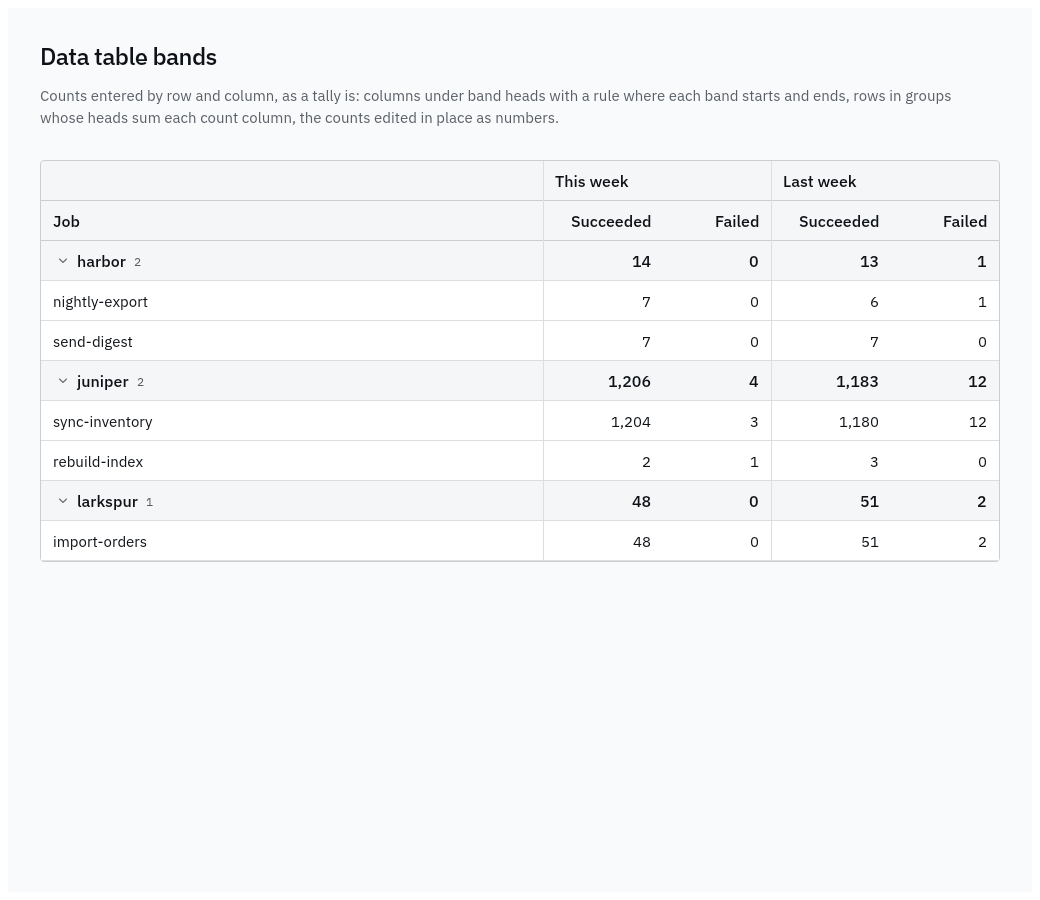 Data table bands
Counts entered by row and column, as a tally is: columns under band heads with a rule where each band starts and ends, rows in groups
whose heads sum each count column, the counts edited in place as numbers.
This week Last week
Job Succeeded Failed Succeeded Failed
harbor 2 14 0 13 1
nightly-export 7 0 6 1
send-digest 7 0 7 0
juniper 2 1,206 4 1,183 12
sync-inventory 1,204 3 1,180 12
rebuild-index 2 1 3 0
larkspur 1 48 0 51 2
import-orders 48 0 51 2